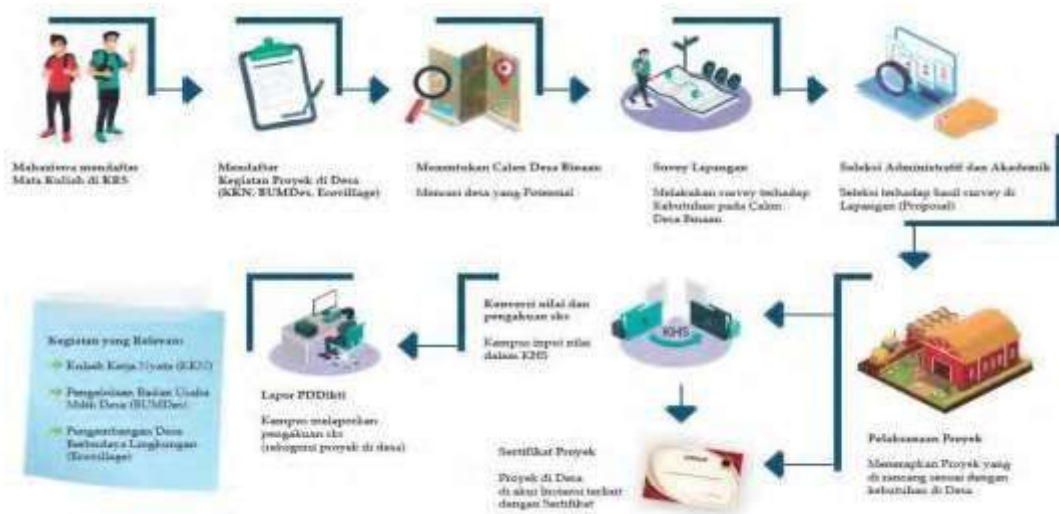 Mahasiswa mendaftar
Mata Kuliah di KRS
Mendaftar
Kegiatan Proyek di Desa
(KKN, BUMDes, Ecovillage)
Menentukan Calon Desa Binaan
Mencari desa yang Potensial
Survey Lapangan
Melakukan survey terhadap
Kebutuhan pada Calon
Desa Binaan
Seleksi Administratif dan Akademik
Seleksi terhadap hasil survey di
Lapangan (Proposal)
Pelaksanaan Proyek
Menerapkan Proyek yang
di rancang sesuai dengan
kebutuhan di Desa
Konversi nilai dan
pengakuan sks
Kampus input nilai
dalam KHS
KHS
Sertifikat Proyek
Proyek di Desa
di akui Instansi terkait
dengan Sertifikat
Lapor PDDikti
Kampus melaporkan
pengakuan sks
(rekognisi proyek di desa)
Kegiatan yang Relevan:
Kuliah Kerja Nyata (KKN)
Pengelolaan Badan Usaha
Milik Desa (BUMDes)
Pengembangan Desa
Berbudaya Lingkungan
(Ecovillage)